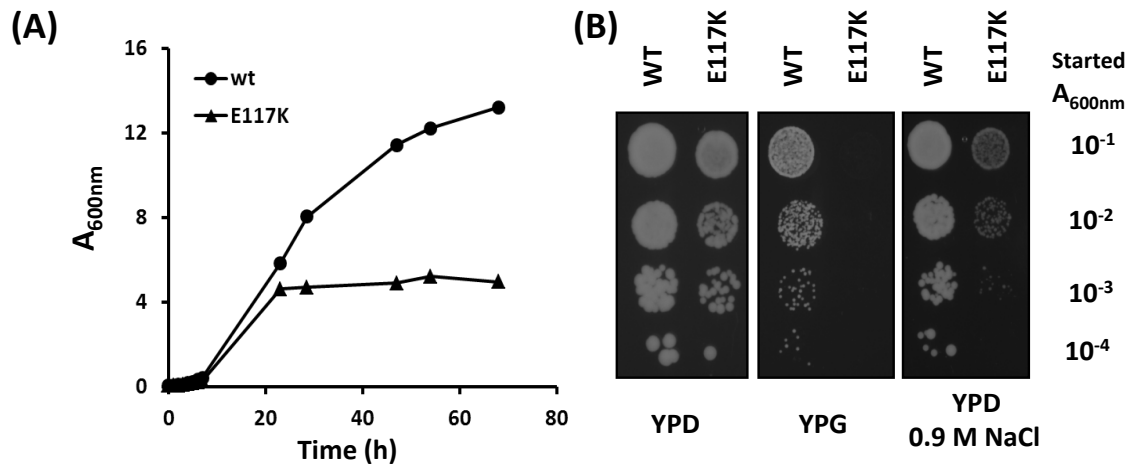 (A)
16
12
8
4
0
A600nm
wt
E117K
0 20 40 60 80
Time (h)
(B)
WT E117K WT E117K WT E117K
Started
A600nm
10-1
10-2
10-3
10-4
YPD YPG YPD
0.9 M NaCl